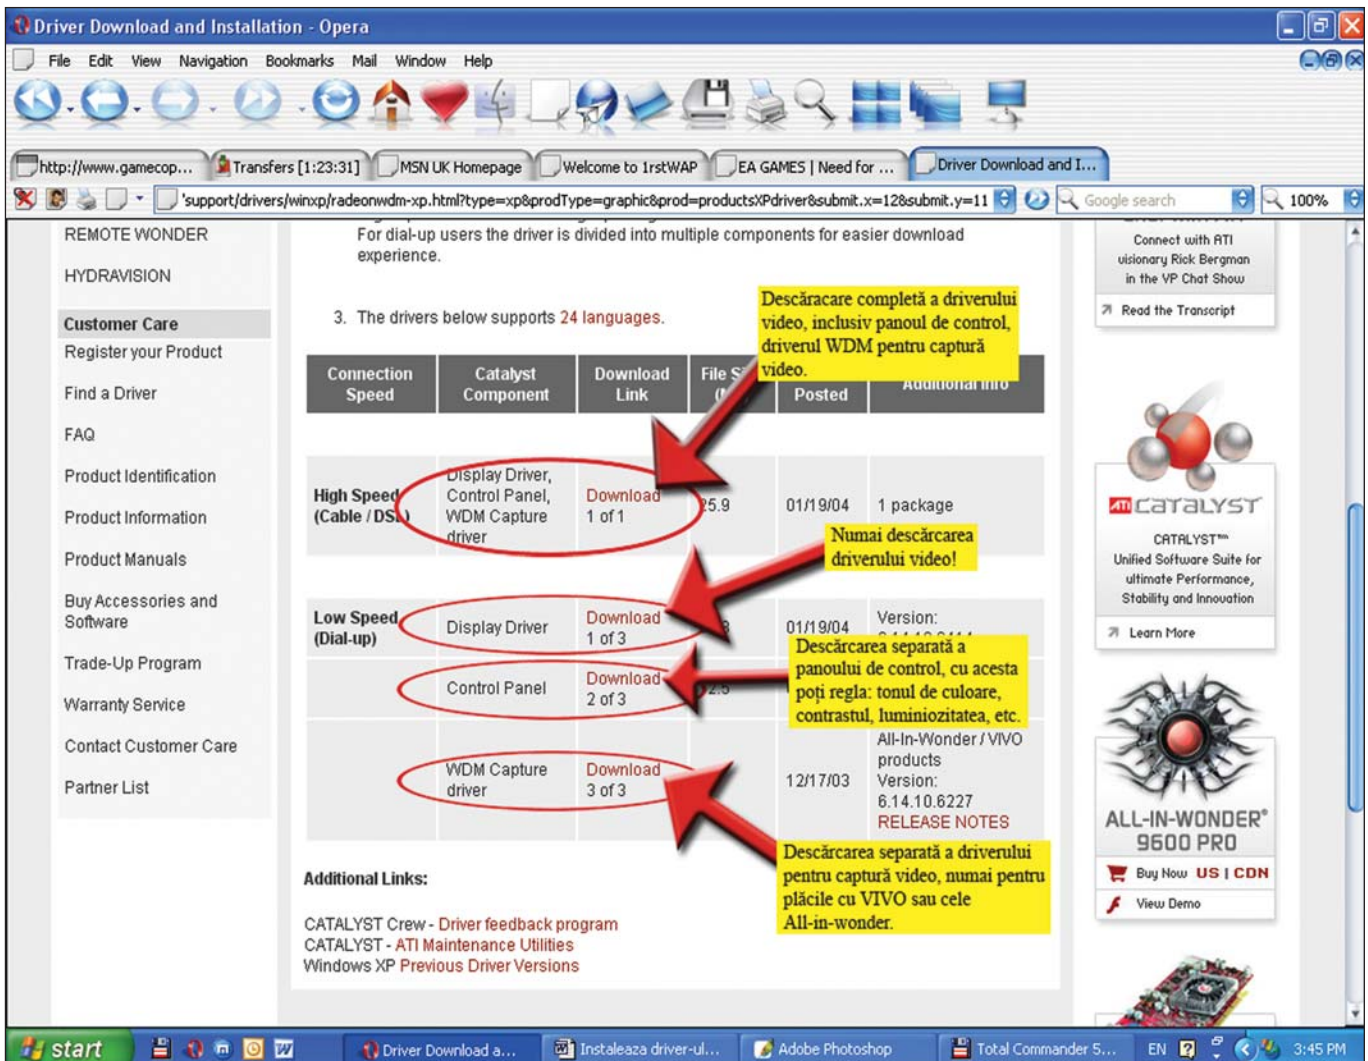 Driver Download and Installation - Opera
File Edit View Navigation Bookmarks Mail Window Help
http://www.gamecop... Transfers [1:23:31] MSN UK Homepage Welcome to 1rstWAP EA GAMES | Need for ... Driver Download and I...
'support/drivers/winxp/radeonwdm-xp.html?type=xp&prodType=graphic&prod=productsXPdriver&submit.x=12&submit.y=11 Google search 100%
REMOTE WONDER
HYDRAVISION
Customer Care
Register your Product
Find a Driver
FAQ
Product Identification
Product Information
Product Manuals
Buy Accessories and
Software
Trade-Up Program
Warranty Service
Contact Customer Care
Partner List
For dial-up users the driver is divided into multiple components for easier download
experience.
3. The drivers below supports 24 languages.
Descăracare completă a driverului
video, inclusiv panoul de control,
driverul WDM pentru captură
video.
Connection Speed
Catalyst Component
Download Link
File
Posted
Additional Info
High Speed
(Cable / DSL)
Display Driver,
Control Panel,
WDM Capture
driver
Download
1 of 1
25.9
01/19/04
1 package
Numai descărcarea
driverului video!
Low Speed
(Dial-up)
Display Driver
Download
1 of 3
01/19/04
Version:
Descărcarea separată a
panoului de control, cu acesta
poți regla: tonul de culoare,
contrastul, luminiozitatea, etc.
Control Panel
Download
2 of 3
WDM Capture
driver
Download
3 of 3
12/17/03
All-In-Wonder / VIVO
products
Version:
6.14.10.6227
RELEASE NOTES
Descărcarea separată a driverului
pentru captură video, numai pentru
plăcile cu VIVO sau cele
All-in-wonder.
Additional Links:
CATALYST Crew - Driver feedback program
CATALYST - ATI Maintenance Utilities
Windows XP Previous Driver Versions
Connect with ATI
visionary Rick Bergman
in the VP Chat Show
Read the Transcript
ATI CATALYST
CATALYST™
Unified Software Suite for
ultimate Performance,
Stability and Innovation
Learn More
ALL-IN-WONDER®
9600 PRO
Buy Now US | CDN
View Demo
start Driver Download a... Instaleaza driver-ul... Adobe Photoshop Total Commander 5... EN 3:45 PM